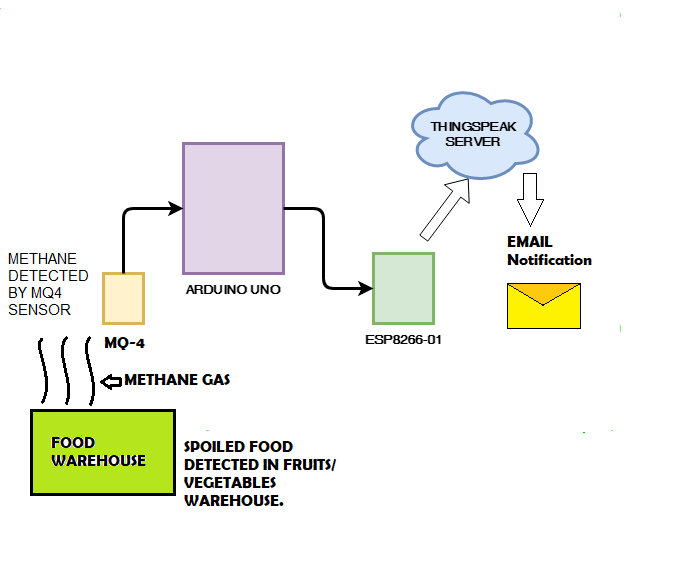 THINGSPEAK
SERVER
METHANE
DETECTED
BY MQ4
SENSOR
ARDUINO UNO
EMAIL
Notification
MQ-4
ESP8266-01
METHANE GAS
FOOD
WAREHOUSE
SPOILED FOOD
DETECTED IN FRUITS/
VEGETABLES
WAREHOUSE.